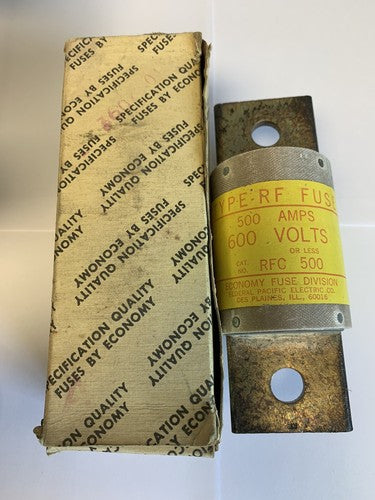 SPECIFICATION QUALITY
FUSES BY ECONOMY
SPECIFICATION QUALITY
FUSES BY ECONOMY
SPECIFICATION QUALITY
FUSES BY ECONOMY
SPECIFICATION QUALITY
FUSES BY ECONOMY
TYPE-RF FUSE
500 AMPS
600 VOLTS
OR LESS
CAT. NO. RFC 500
ECONOMY FUSE DIVISION
FEDERAL PACIFIC ELECTRIC CO.
DES PLAINES, ILL., 60016